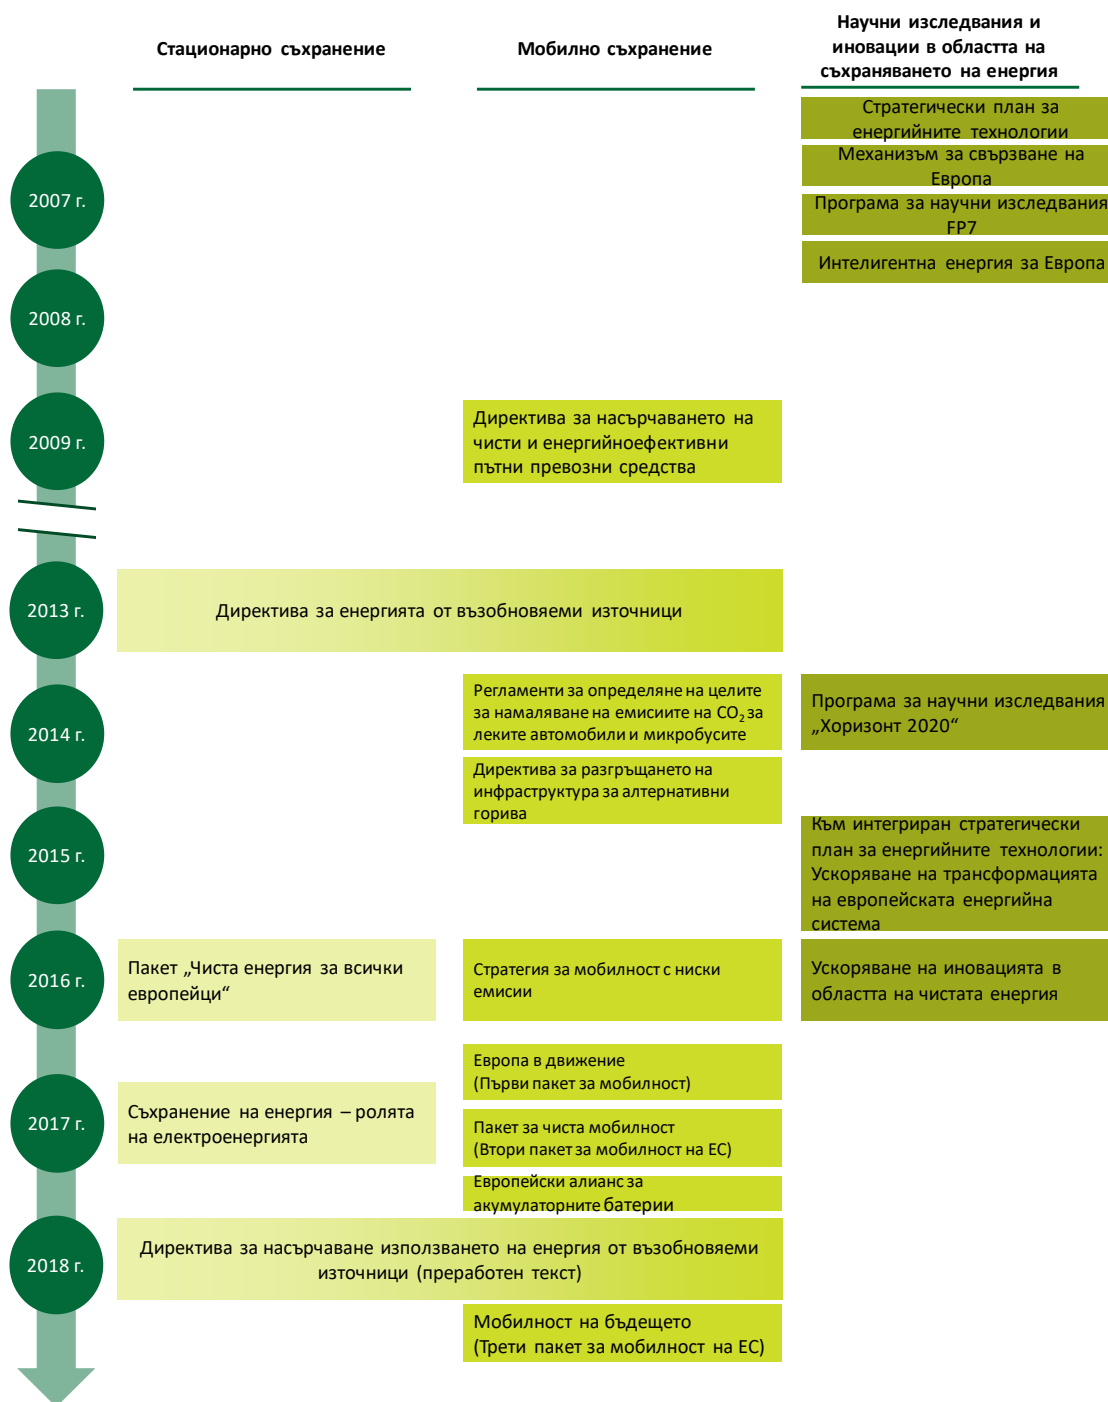 Стационарно съхранение
Мобилно съхранение
Научни изследвания и
иновации в областта на
съхраняването на енергия
Стратегически план за
енергийните технологии
Механизъм за свързване на
Европа
2007 г.
Програма за научни изследвания
FP7
Интелигентна енергия за Европа
2008 г.
2009 г.
Директива за насърчаването на
чисти и енергийноефективни
пътни превозни средства
2013 г.
Директива за енергията от възобновяеми източници
2014 г.
Регламенти за определяне на целите
за намаляване на емисиите на CO₂ за
леките автомобили и микробусите
Директива за разгръщането на
инфраструктура за алтернативни
горива
Програма за научни изследвания
„Хоризонт 2020“
2015 г.
Към интегриран стратегически
план за енергийните технологии:
Ускоряване на трансформацията
на европейската енергийна
система
2016 г.
Пакет „Чиста енергия за всички
европейци“
Стратегия за мобилност с ниски
емисии
Ускоряване на иновацията в
областта на чистата енергия
2017 г.
Съхранение на енергия – ролята
на електроенергията
Европа в движение
(Първи пакет за мобилност)
Пакет за чиста мобилност
(Втори пакет за мобилност на ЕС)
Европейски алианс за
акумулаторните батерии
2018 г.
Директива за насърчаване използването на енергия от възобновяеми
източници (преработен текст)
Мобилност на бъдещето
(Трети пакет за мобилност на ЕС)